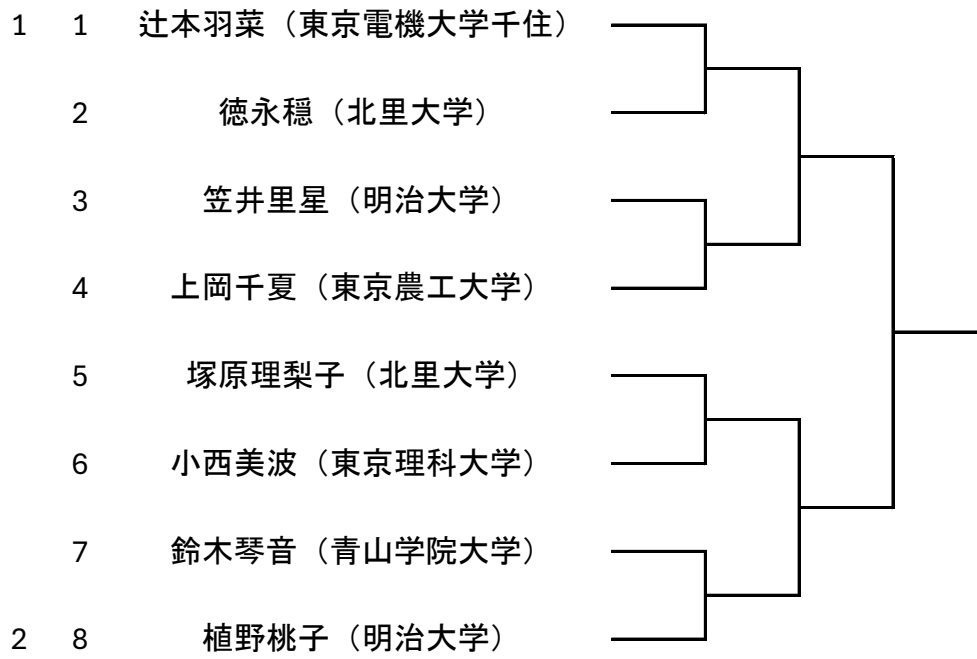 1 1 辻本羽菜（東京電機大学千住）
2 徳永穏（北里大学）
3 笠井里星（明治大学）
4 上岡千夏（東京農工大学）
5 塚原理梨子（北里大学）
6 小西美波（東京理科大学）
7 鈴木琴音（青山学院大学）
2 8 植野桃子（明治大学）